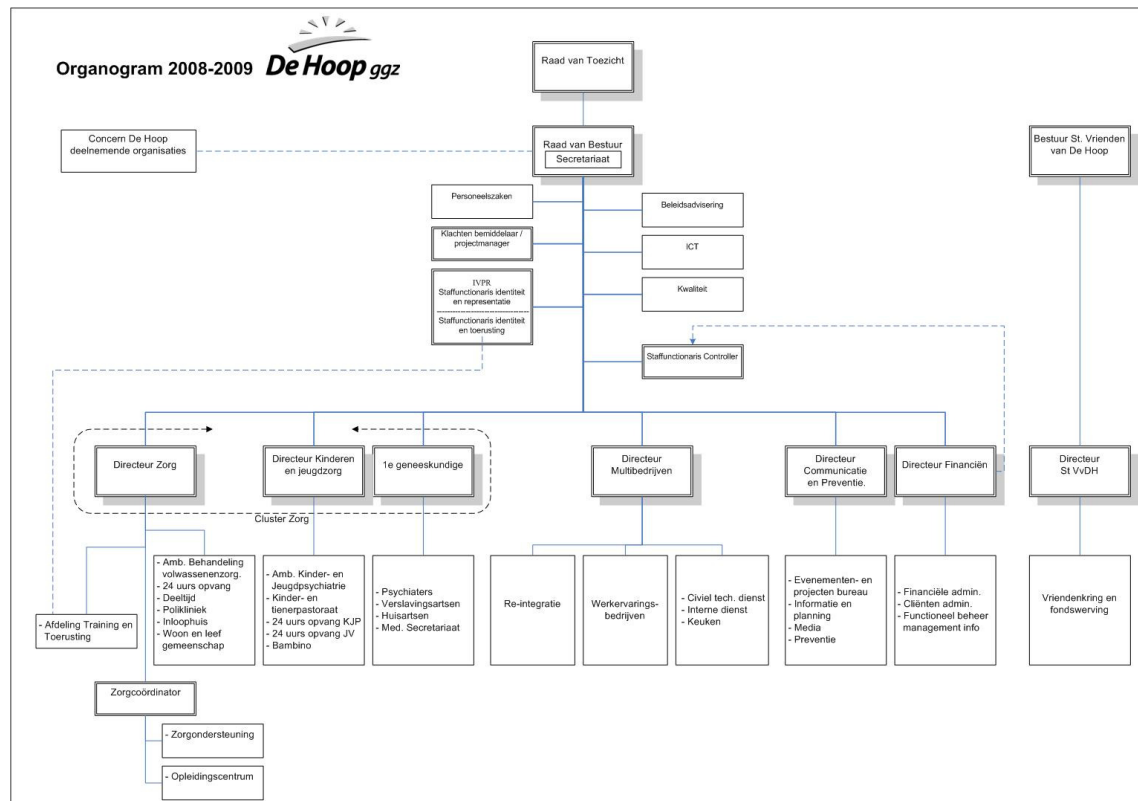 Organogram 2008-2009 De Hoop ggz
Raad van Toezicht
Concern De Hoop
deelnemende organisaties
Raad van Bestuur
Secretariaat
Bestuur St. Vrienden
van De Hoop
Personeelszaken
Beleidsadvisering
Klachten bemiddelaar /
projectmanager
ICT
IVPR
Staffunctionaris identiteit
en representatie
Staffunctionaris identiteit
en toerusting
Kwaliteit
Staffunctionaris Controller
Directeur Zorg
Directeur Kinderen
en jeugdzorg
1e geneeskundige
Directeur
Multibedrijven
Directeur
Communicatie
en Preventie.
Directeur Financiën
Directeur
St VvDH
Cluster Zorg
- Afdeling Training en
Toerusting
- Amb. Behandeling
volwassenenzorg.
- 24 uurs opvang
- Deeltijd
- Polikliniek
- Inloophuis
- Woon en leef
gemeenschap
- Amb. Kinder- en
Jeugdpsychiatrie
- Kinder- en
tienerpastoraat
- 24 uurs opvang KJP
- 24 uurs opvang JV
- Bambino
- Psychiaters
- Verslavingsartsen
- Huisartsen
- Med. Secretariaat
Re-integratie
Werkervarings-
bedrijven
- Civiel tech. dienst
- Interne dienst
- Keuken
- Evenementen- en
projecten bureau
- Informatie en
planning
- Media
- Preventie
- Financiële admin.
- Cliënten admin.
- Functioneel beheer
management info
Vriendenkring en
fondswerving
Zorgcoördinator
- Zorgondersteuning
- Opleidingscentrum